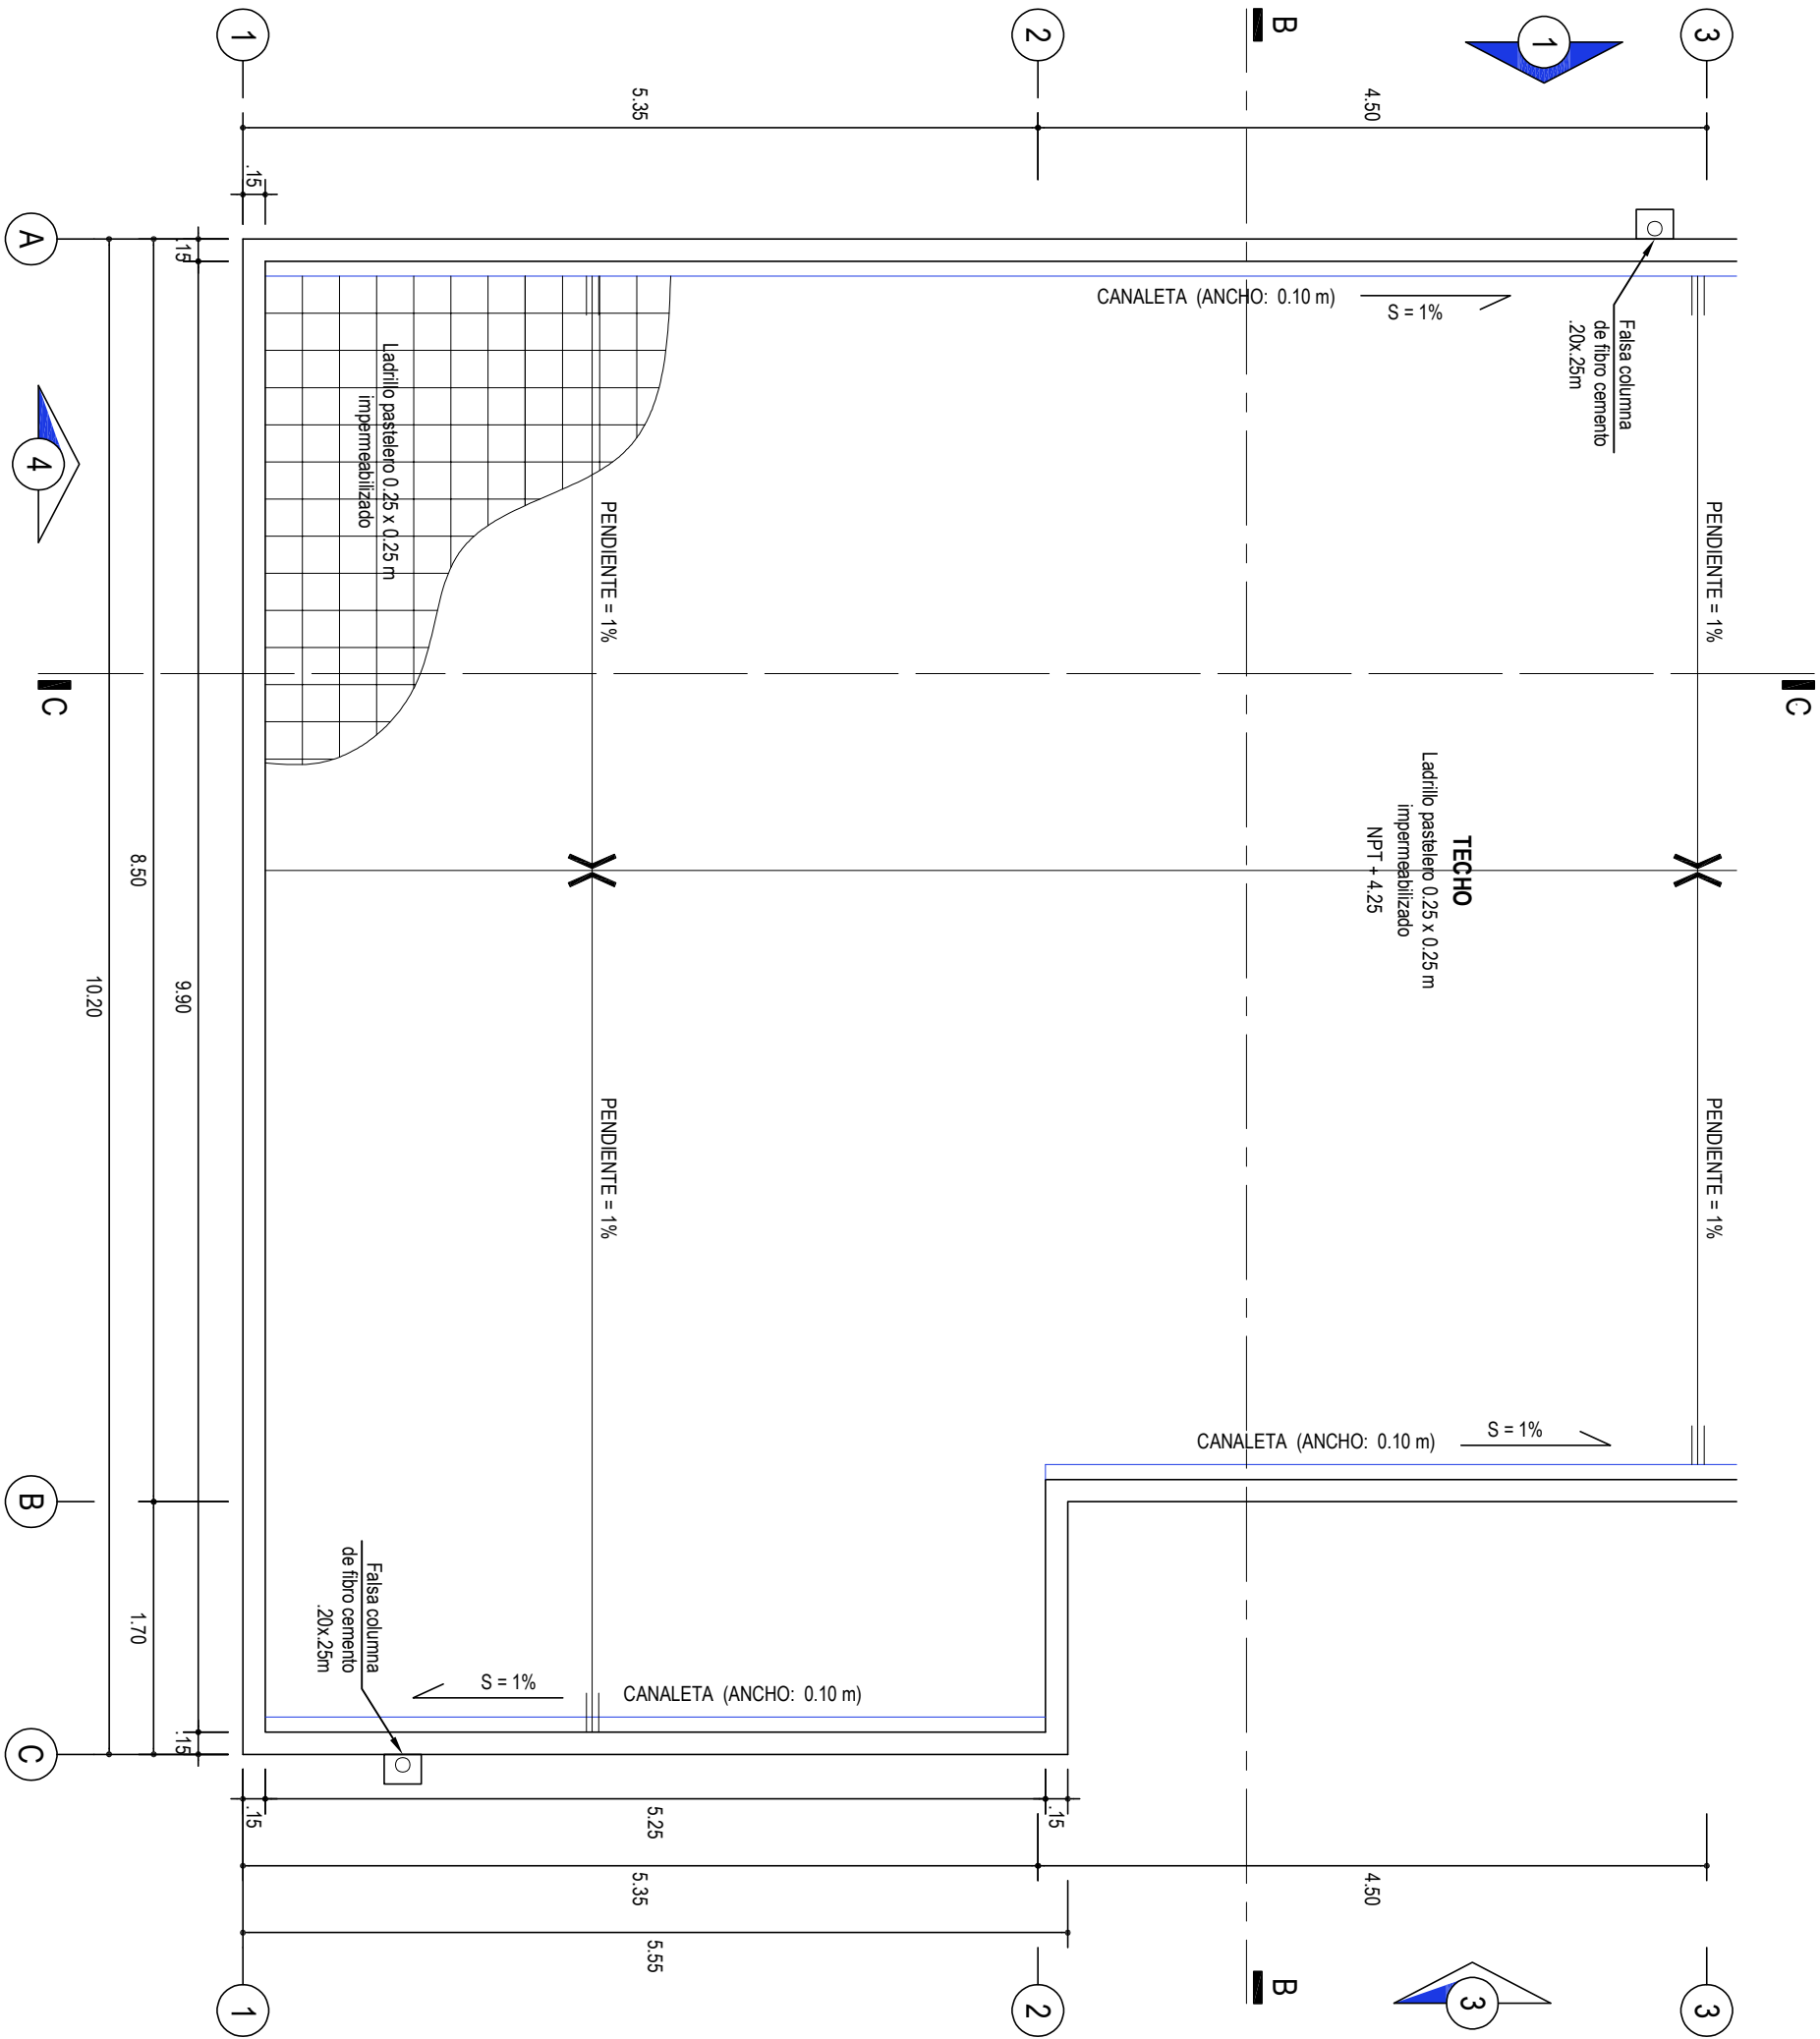 1
2
B
1
3
5.35
4.50
.15
A
.15
CANALETA (ANCHO: 0.10 m)
S = 1%
Falsa columna
de fibro cemento
.20x.25m
Ladrillo pastelero 0.25 x 0.25 m
impermeabilizado
4
PENDIENTE = 1%
PENDIENTE = 1%
C
C
TECHO
Ladrillo pastelero 0.25 x 0.25 m
impermeabilizado
NPT + 4.25
8.50
9.90
10.20
PENDIENTE = 1%
PENDIENTE = 1%
CANALETA (ANCHO: 0.10 m)
S = 1%
B
Falsa columna
de fibro cemento
.20x.25m
1.70
S = 1%
CANALETA (ANCHO: 0.10 m)
C
.15
.15
5.25
.15
5.35
4.50
5.55
1
2
B
3
3